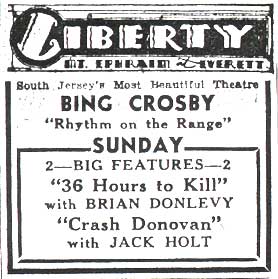 LIBERTY
MT. EPHRAIM & EVERETT
South Jersey's Most Beautiful Theatre
BING CROSBY
"Rhythm on the Range"
SUNDAY
2—BIG FEATURES—2
"36 Hours to Kill"
with BRIAN DONLEVY
"Crash Donovan"
with JACK HOLT